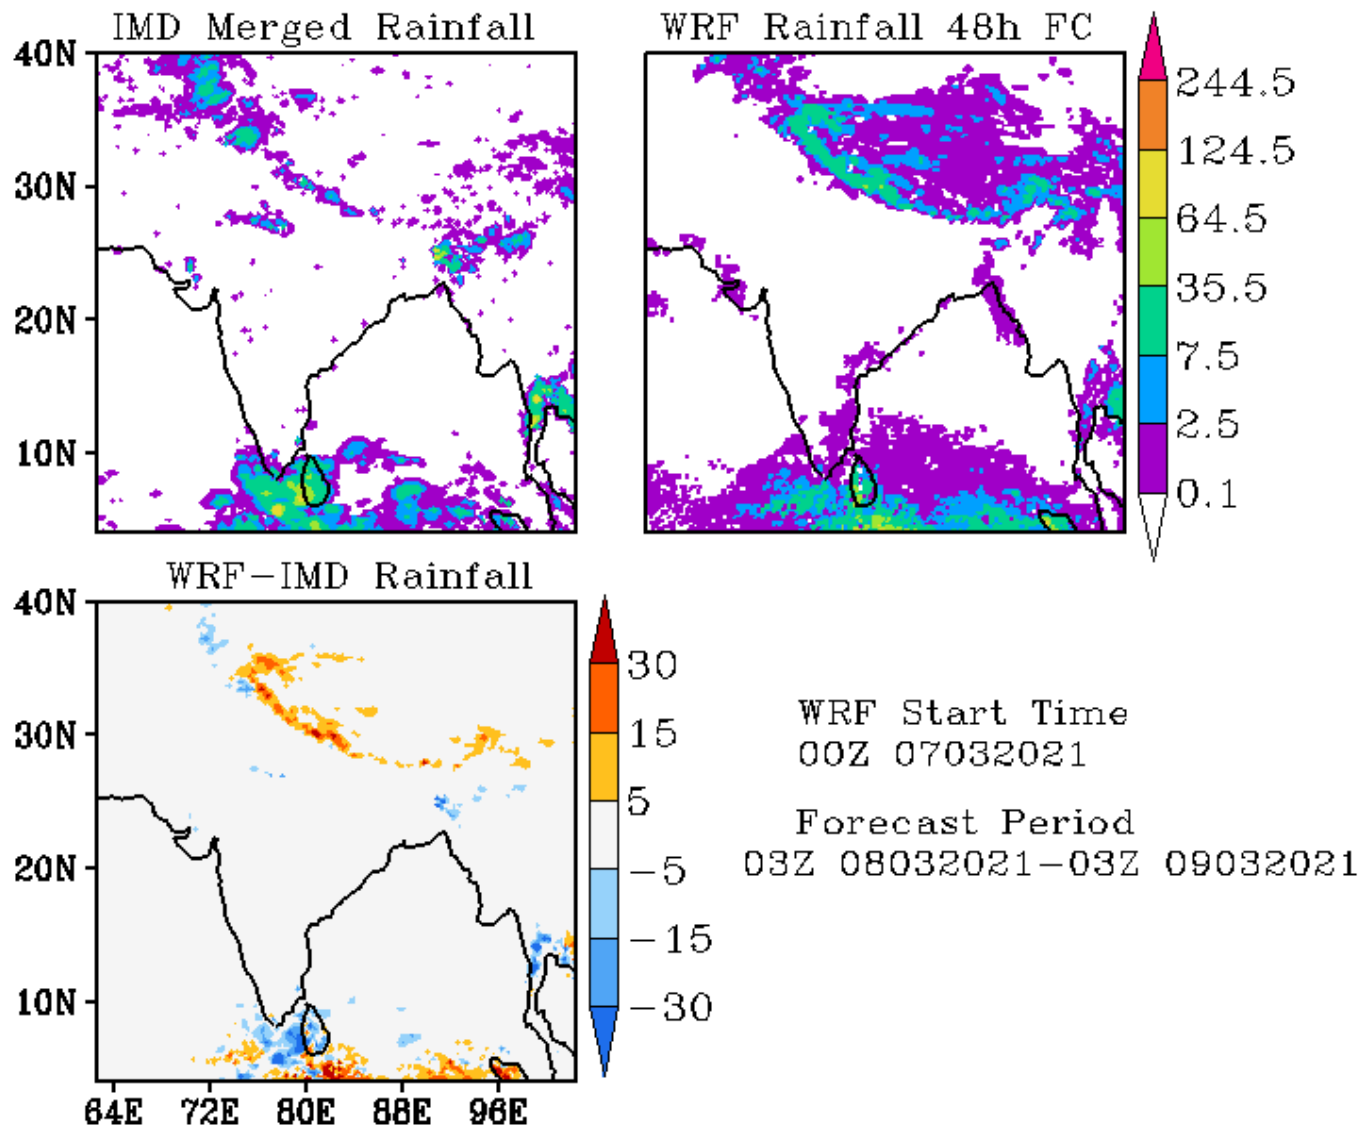 IMD Merged Rainfall
WRF Rainfall 48h FC
40N
30N
20N
10N
244.5
124.5
64.5
35.5
7.5
2.5
0.1
WRF-IMD Rainfall
40N
30N
20N
10N
64E 72E 80E 88E 96E
30
15
5
-5
-15
-30
WRF Start Time
00Z 07032021
Forecast Period
03Z 08032021-03Z 09032021